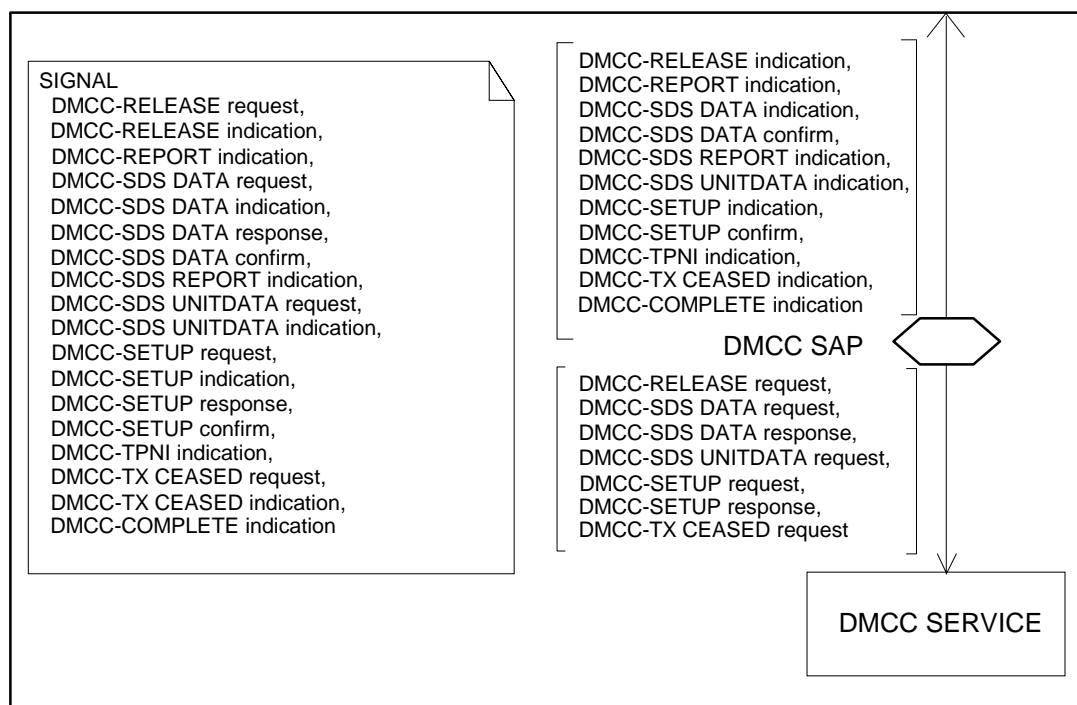 SIGNAL
DMCC-RELEASE request,
DMCC-RELEASE indication,
DMCC-REPORT indication,
DMCC-SDS DATA request,
DMCC-SDS DATA indication,
DMCC-SDS DATA response,
DMCC-SDS DATA confirm,
DMCC-SDS REPORT indication,
DMCC-SDS UNITDATA request,
DMCC-SDS UNITDATA indication,
DMCC-SETUP request,
DMCC-SETUP indication,
DMCC-SETUP response,
DMCC-SETUP confirm,
DMCC-TPNI indication,
DMCC-TX CEASED request,
DMCC-TX CEASED indication,
DMCC-COMPLETE indication
DMCC-RELEASE indication,
DMCC-REPORT indication,
DMCC-SDS DATA indication,
DMCC-SDS DATA confirm,
DMCC-SDS REPORT indication,
DMCC-SDS UNITDATA indication,
DMCC-SETUP indication,
DMCC-SETUP confirm,
DMCC-TPNI indication,
DMCC-TX CEASED indication,
DMCC-COMPLETE indication
DMCC SAP
DMCC-RELEASE request,
DMCC-SDS DATA request,
DMCC-SDS DATA response,
DMCC-SDS UNITDATA request,
DMCC-SETUP request,
DMCC-SETUP response,
DMCC-TX CEASED request
DMCC SERVICE